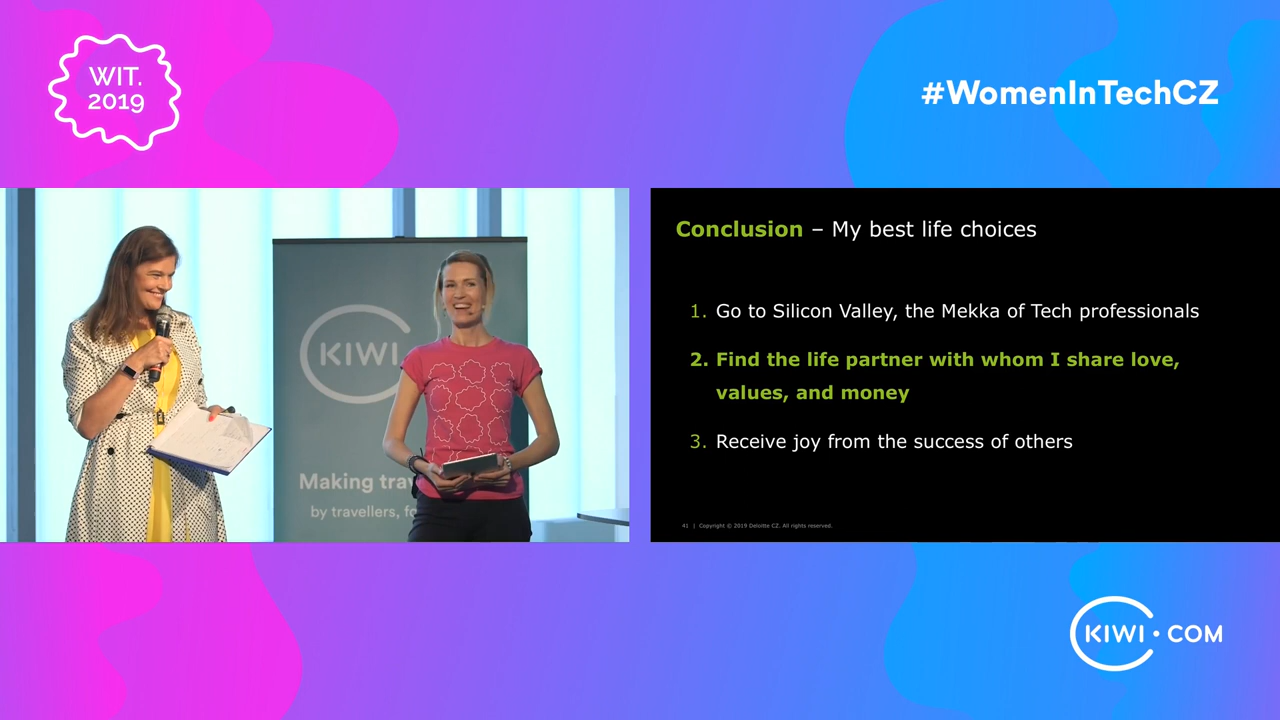 WIT.
2019
#WomenInTechCZ
KIWI
Making trav
by travellers, fo
Conclusion – My best life choices
1. Go to Silicon Valley, the Mekka of Tech professionals
2. Find the life partner with whom I share love,
values, and money
3. Receive joy from the success of others
41 | Copyright © 2019 Deloitte CZ. All rights reserved.
KIWI.COM